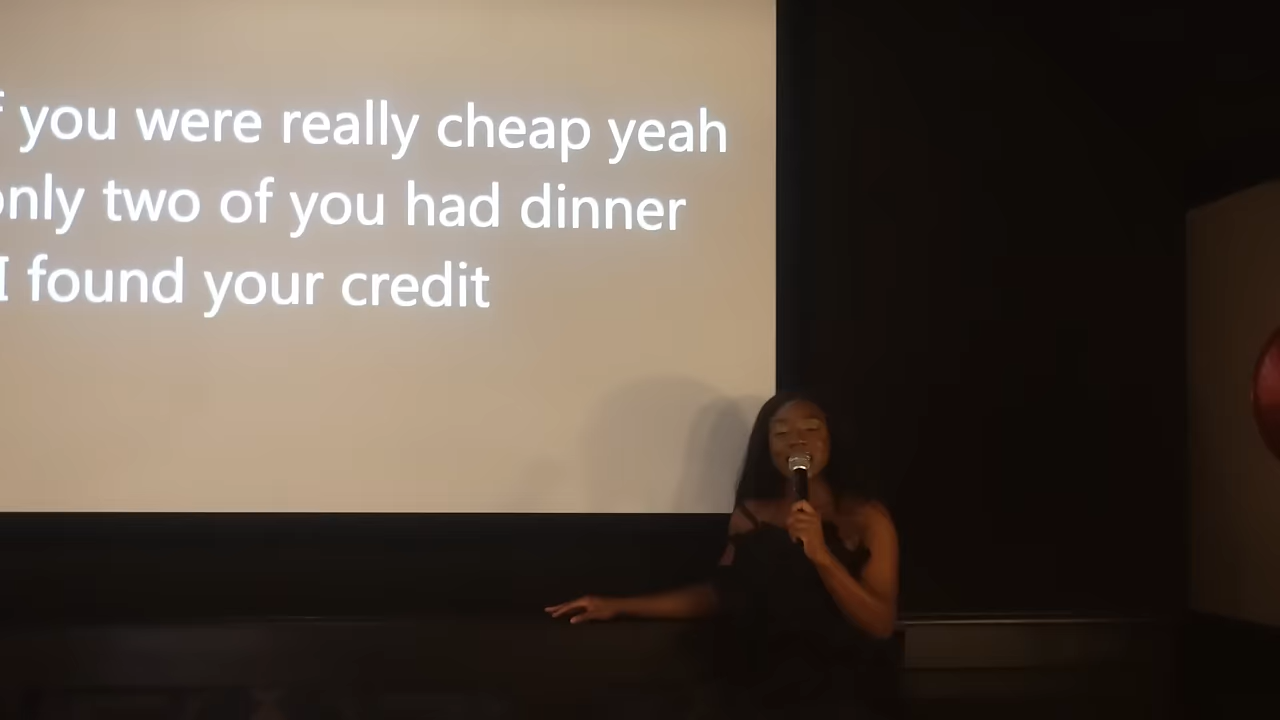 you were really cheap yeah
only two of you had dinner
I found your credit